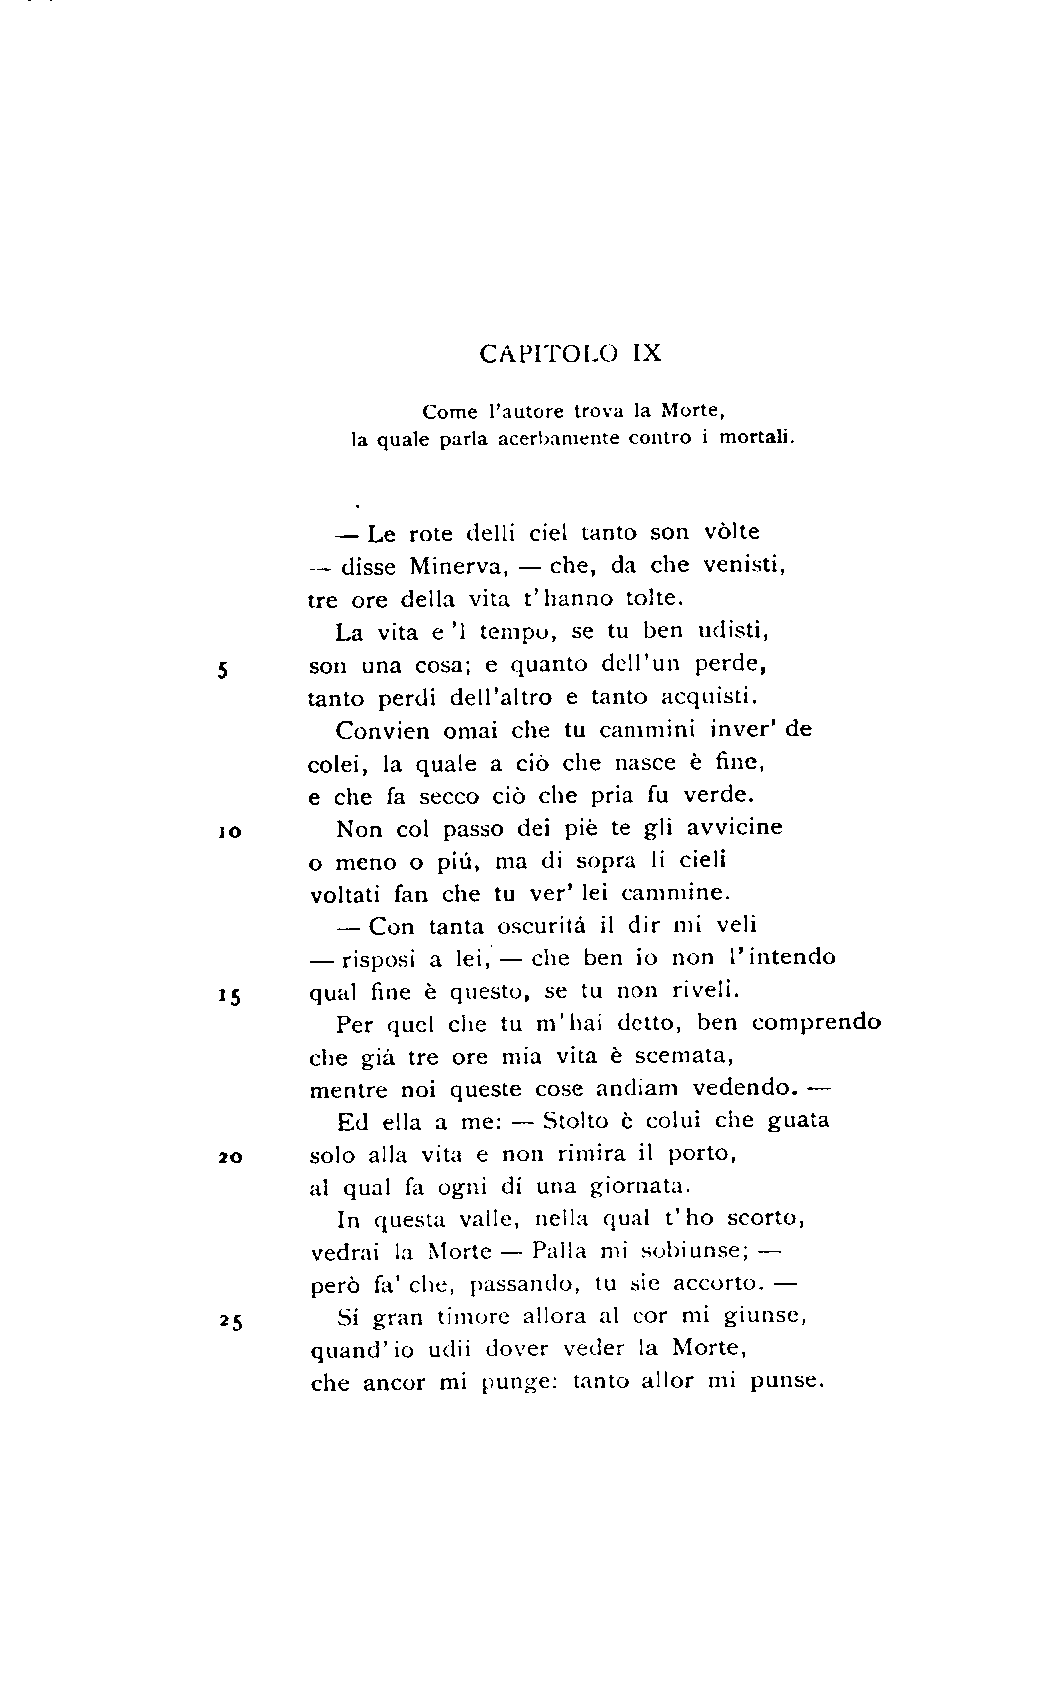 CAPITOLO IX
Come l'autore trova la Morte,
la quale parla acerbamente contro i mortali.
— Le rote delli ciel tanto son vòlte
— disse Minerva, — che, da che venisti,
tre ore della vita t'hanno tolte.
La vita e 'l tempo, se tu ben udisti,
5 son una cosa; e quanto dell'un perde,
tanto perdi dell'altro e tanto acquisti.
Convien omai che tu cammini inver' de
colei, la quale a ciò che nasce è fine,
e che fa secco ciò che pria fu verde.
10 Non col passo dei piè te gli avvicine
o meno o piú, ma di sopra li cieli
voltati fan che tu ver' lei cammine.
— Con tanta oscuritá il dir mi veli
— risposi a lei, — che ben io non l'intendo
15 qual fine è questo, se tu non riveli.
Per quel che tu m'hai detto, ben comprendo
che giá tre ore mia vita è scemata,
mentre noi queste cose andiam vedendo. —
Ed ella a me: — Stolto è colui che guata
20 solo alla vita e non rimira il porto,
al qual fa ogni dí una giornata.
In questa valle, nella qual t'ho scorto,
vedrai la Morte — Palla mi sobiunse; —
però fa' che, passando, tu sie accorto. —
25 Sí gran timore allora al cor mi giunse,
quand'io udii dover veder la Morte,
che ancor mi punge: tanto allor mi punse.